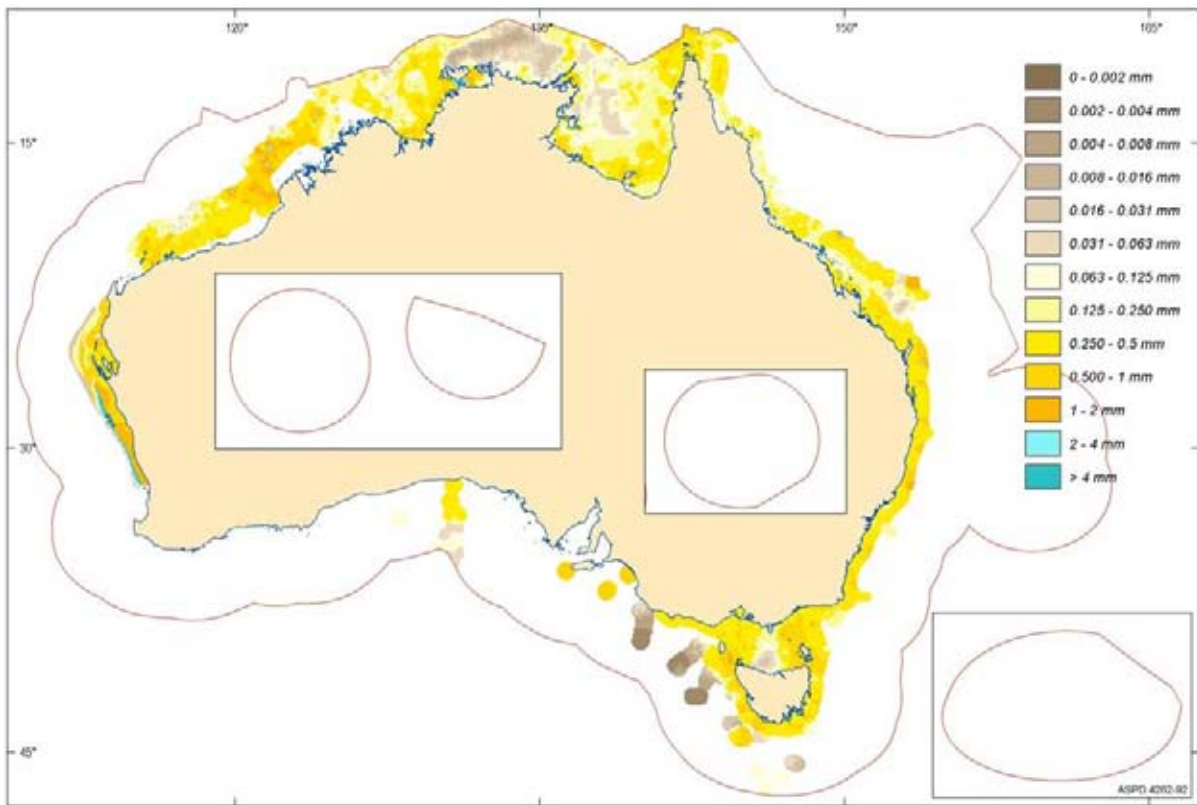 120° 135° 150° 165°
0 - 0.002 mm
0.002 - 0.004 mm
0.004 - 0.008 mm
15°
0.008 - 0.016 mm
0.016 - 0.031 mm
0.031 - 0.063 mm
0.063 - 0.125 mm
0.125 - 0.250 mm
0.250 - 0.5 mm
0.500 - 1 mm
1 - 2 mm
30°
2 - 4 mm
> 4 mm
45°
ASPD 4262-92